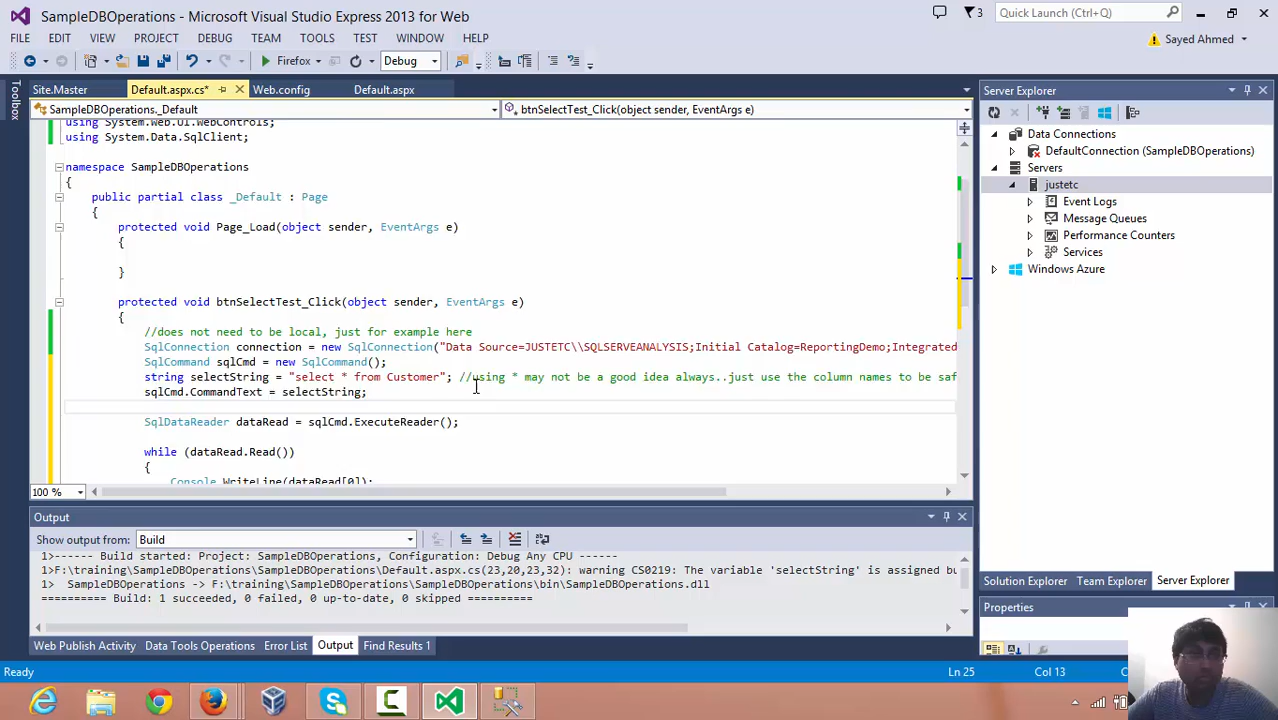 SampleDBOperations - Microsoft Visual Studio Express 2013 for Web
3
Quick Launch (Ctrl+Q)
FILE EDIT VIEW PROJECT DEBUG TEAM TOOLS TEST WINDOW HELP
Sayed Ahmed
Firefox Debug
Toolbox
Site.Master Default.aspx.cs* Web.config Default.aspx
SampleDBOperations._Default btnSelectTest_Click(object sender, EventArgs e)
using System.Web.UI.WebControls;
using System.Data.SqlClient;
namespace SampleDBOperations
{
public partial class _Default : Page
{
protected void Page_Load(object sender, EventArgs e)
{
}
protected void btnSelectTest_Click(object sender, EventArgs e)
{
//does not need to be local, just for example here
SqlConnection connection = new SqlConnection("Data Source=JUSTETC\\SQLSERVEANALYSIS;Initial Catalog=ReportingDemo;Integrated
SqlCommand sqlCmd = new SqlCommand();
string selectString = "select * from Customer"; //using * may not be a good idea always..just use the column names to be saf
sqlCmd.CommandText = selectString;
SqlDataReader dataRead = sqlCmd.ExecuteReader();
while (dataRead.Read())
{
Console.WriteLine(dataRead[0]);
100 %
Output
Show output from: Build
1>------ Build started: Project: SampleDBOperations, Configuration: Debug Any CPU ------
1>F:\training\SampleDBOperations\SampleDBOperations\Default.aspx.cs(23,20,23,32): warning CS0219: The variable 'selectString' is assigned bu
1> SampleDBOperations -> F:\training\SampleDBOperations\SampleDBOperations\bin\SampleDBOperations.dll
========== Build: 1 succeeded, 0 failed, 0 up-to-date, 0 skipped ==========
Web Publish Activity Data Tools Operations Error List Output Find Results 1
Server Explorer
Data Connections
DefaultConnection (SampleDBOperations)
Servers
justetc
Event Logs
Message Queues
Performance Counters
Services
Windows Azure
Solution Explorer Team Explorer Server Explorer
Properties
Ready Ln 25 Col 13 C